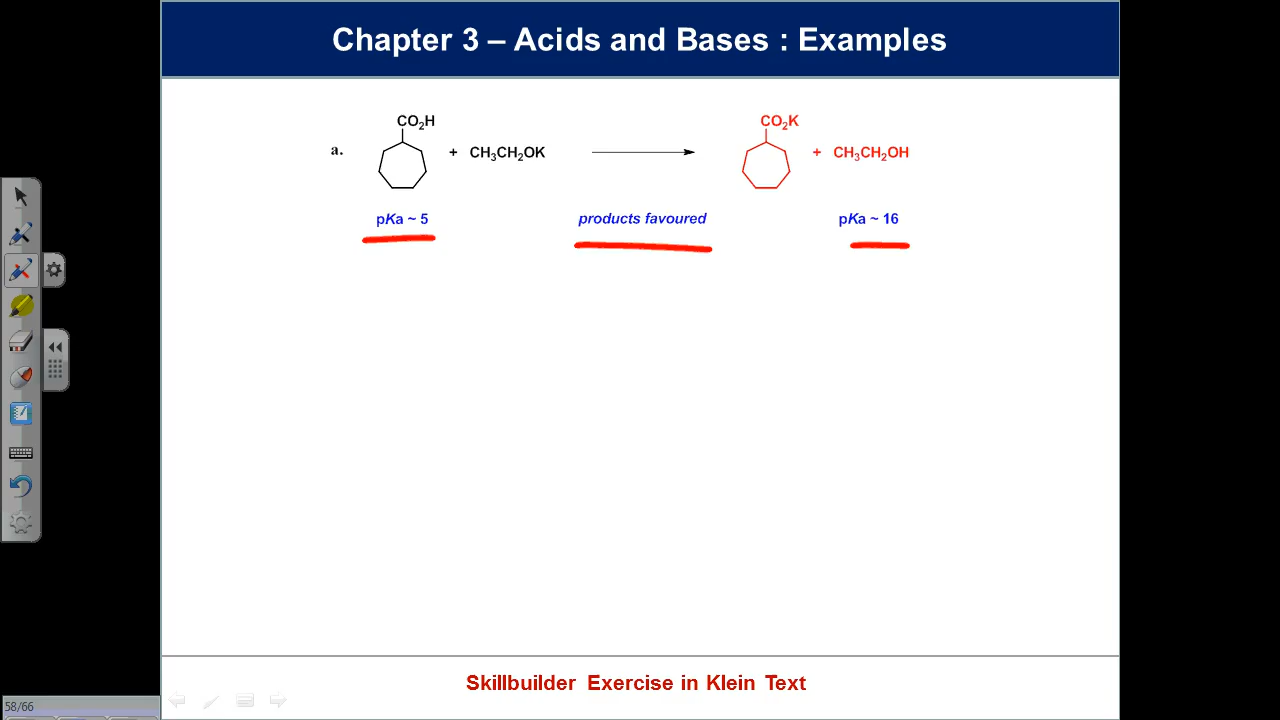 Chapter 3 – Acids and Bases : Examples
CO₂H
CO₂K
a.
+ CH₃CH₂OK
+ CH₃CH₂OH
pKa ~ 5
products favoured
pKa ~ 16
Skillbuilder Exercise in Klein Text
58/66